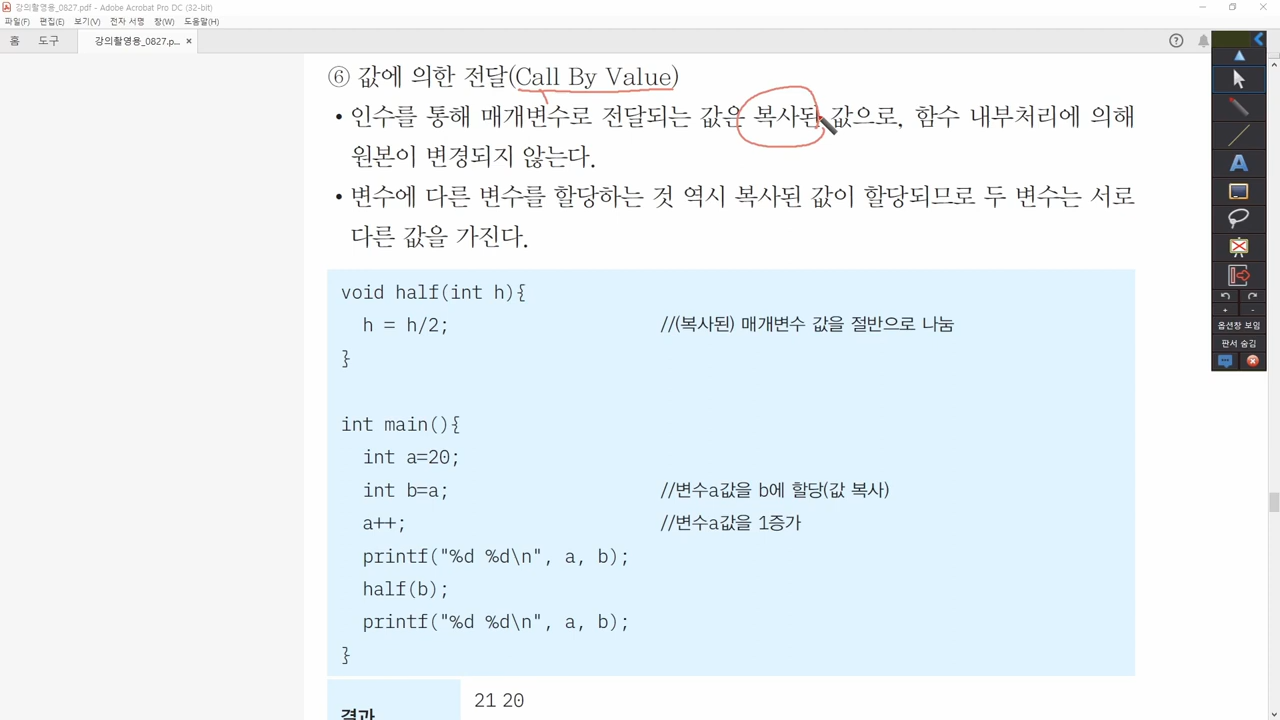 강의촬영용_0827.pdf - Adobe Acrobat Pro DC (32-bit)
파일(F) 편집(E) 보기(V) 전자 서명 창(W) 도움말(H)
홈 도구 강의촬영용_0827.p... ×
⑥ 값에 의한 전달(Call By Value)
• 인수를 통해 매개변수로 전달되는 값은 복사된 값으로, 함수 내부처리에 의해
원본이 변경되지 않는다.
• 변수에 다른 변수를 할당하는 것 역시 복사된 값이 할당되므로 두 변수는 서로
다른 값을 가진다.
void half(int h){
h = h/2; //(복사된) 매개변수 값을 절반으로 나눔
}
int main(){
int a=20;
int b=a; //변수a값을 b에 할당(값 복사)
a++; //변수a값을 1증가
printf("%d %d\n", a, b);
half(b);
printf("%d %d\n", a, b);
}
결과 21 20
옵션창 보임
판서 숨김